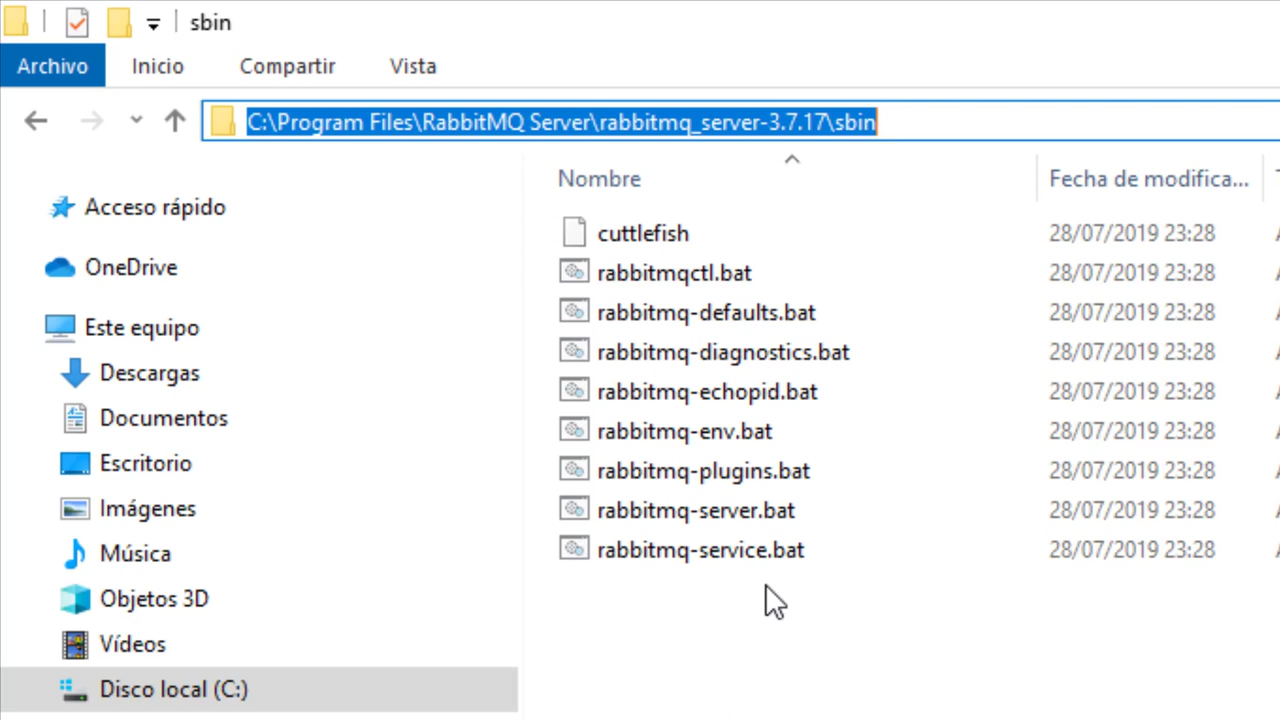 sbin
Archivo Inicio Compartir Vista
C:\Program Files\RabbitMQ Server\rabbitmq_server-3.7.17\sbin
Nombre Fecha de modifica...
Acceso rápido
OneDrive
Este equipo
Descargas
Documentos
Escritorio
Imágenes
Música
Objetos 3D
Vídeos
Disco local (C:)
cuttlefish 28/07/2019 23:28
rabbitmqctl.bat 28/07/2019 23:28
rabbitmq-defaults.bat 28/07/2019 23:28
rabbitmq-diagnostics.bat 28/07/2019 23:28
rabbitmq-echopid.bat 28/07/2019 23:28
rabbitmq-env.bat 28/07/2019 23:28
rabbitmq-plugins.bat 28/07/2019 23:28
rabbitmq-server.bat 28/07/2019 23:28
rabbitmq-service.bat 28/07/2019 23:28